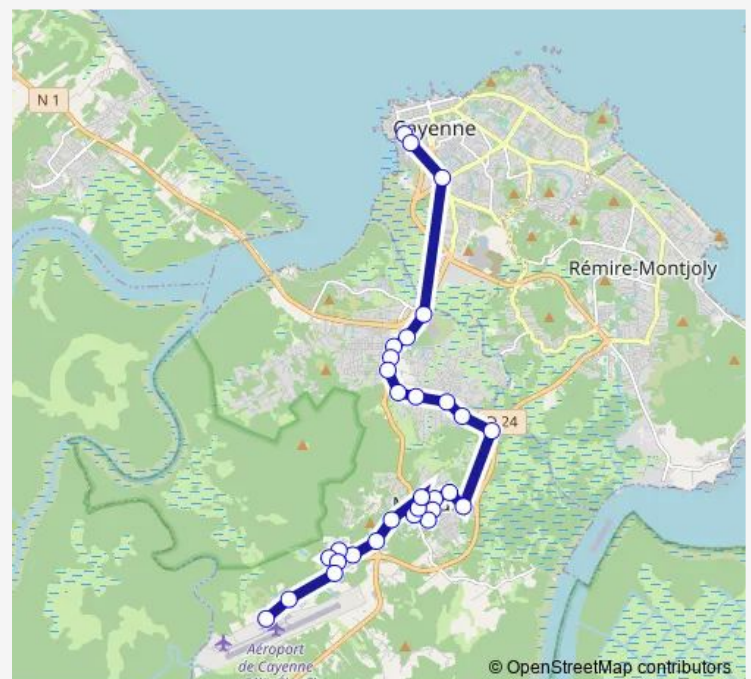 N 1
Cayenne
Rémire-Montjoly
24
Aéroport
de Cayenne
© OpenStreetMap contributors